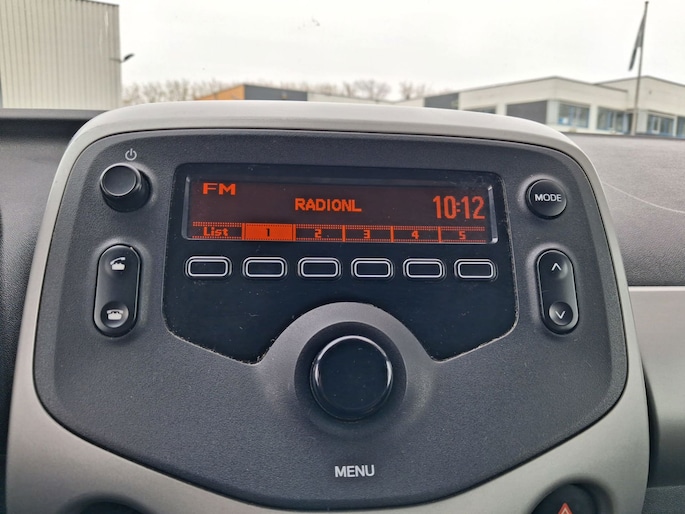 FM
RADIONL
10:12
List 1 2 3 4 5
MODE
MENU